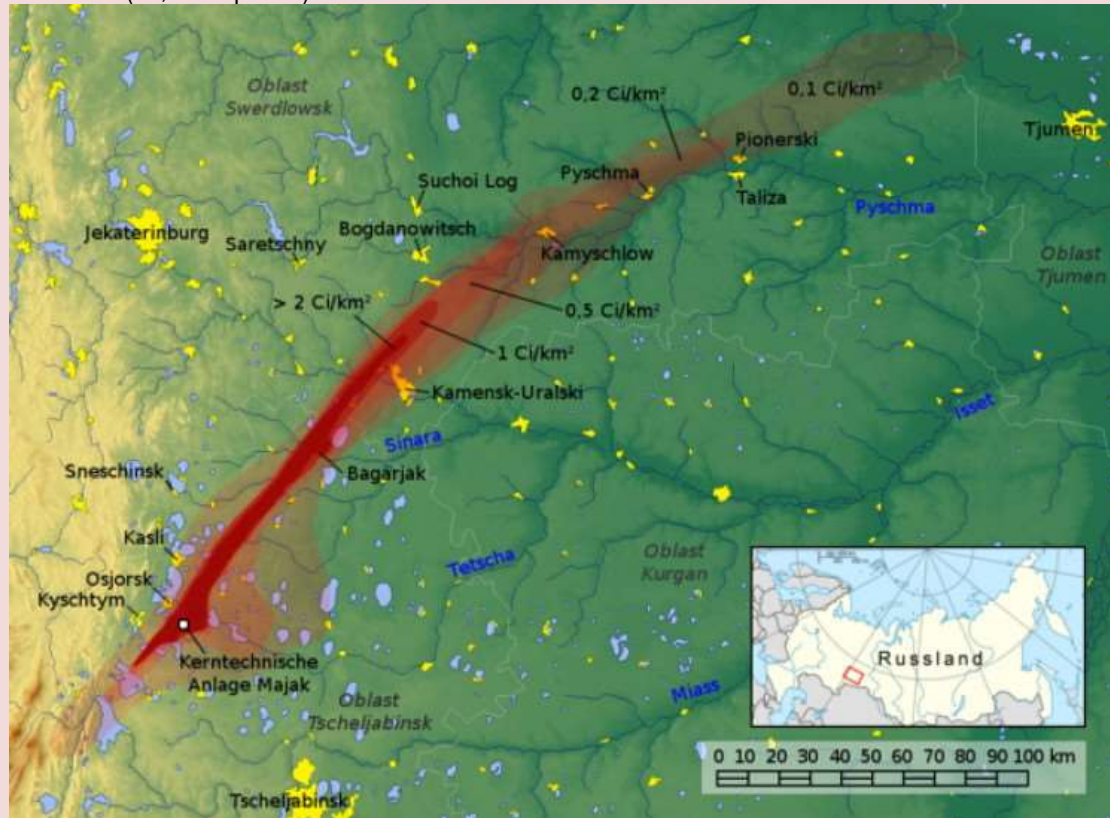 Oblast
Swerdlowsk
0,2 Ci/km²
0,1 Ci/km²
Tjumen
Pionerski
Pyschma
Taliza
Suchoi Log
Pyschma
Jekaterinburg
Saretschny
Bogdanowitsch
Kamyschlow
Oblast
Tjumen
> 2 Ci/km²
0,5 Ci/km²
1 Ci/km²
Kamensk-Uralski
Isset
Sinara
Sneschinsk
Bagarjak
Kasli
Tetscha
Oblast
Kurgan
Osjorsk
Kyschtym
Kerntechnische
Anlage Majak
Oblast
Tscheljabinsk
Miass
Russland
0 10 20 30 40 50 60 70 80 90 100 km
Tscheljabinsk